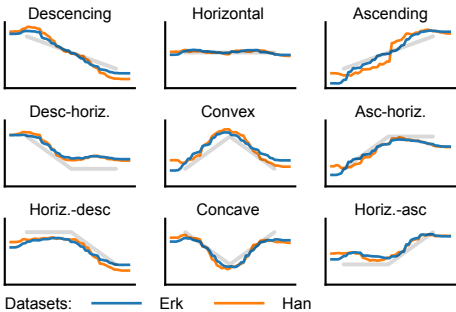 Descencing Horizontal Ascending
Desc-horiz. Convex Asc-horiz.
Horiz.-desc Concave Horiz.-asc
Datasets: Erk Han